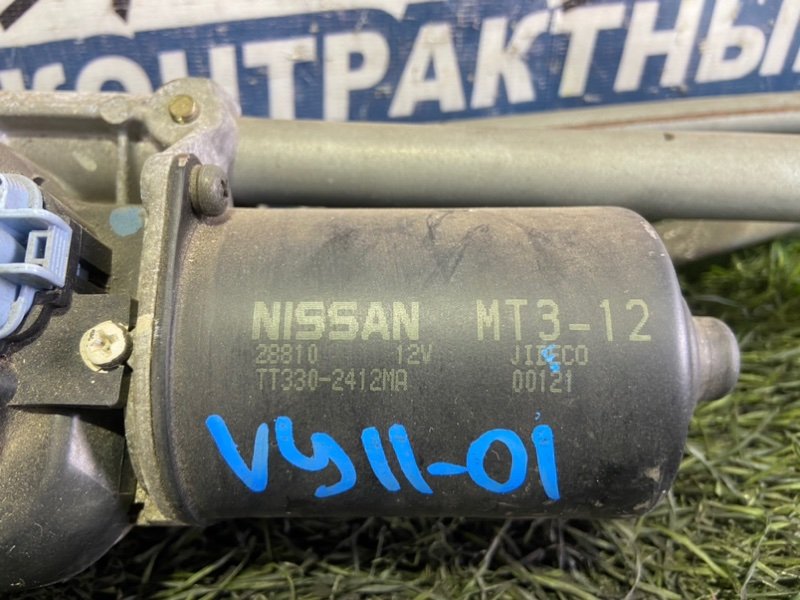 КОНТРАКТНЫ
NISSAN MT3-12
28810 12V JIDECO
TT330-2412MA 00121
VY11-01